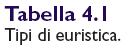 Tabella 4.1
Tipi di euristica.